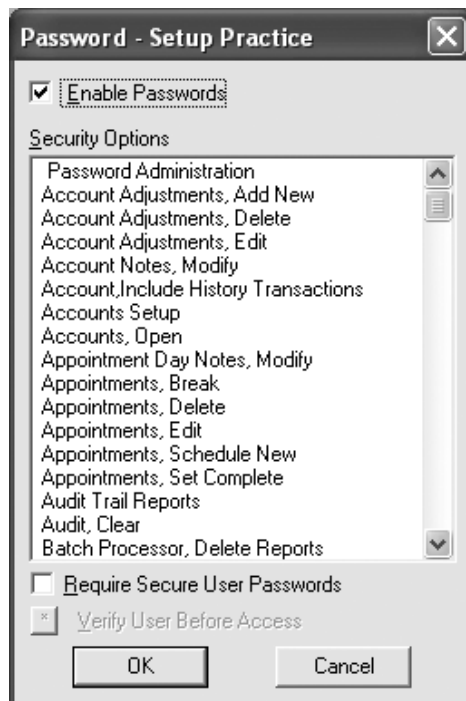 Password - Setup Practice
Enable Passwords
Security Options
Password Administration
Account Adjustments, Add New
Account Adjustments, Delete
Account Adjustments, Edit
Account Notes, Modify
Account,Include History Transactions
Accounts Setup
Accounts, Open
Appointment Day Notes, Modify
Appointments, Break
Appointments, Delete
Appointments, Edit
Appointments, Schedule New
Appointments, Set Complete
Audit Trail Reports
Audit, Clear
Batch Processor, Delete Reports
Require Secure User Passwords
* Verify User Before Access
OK Cancel